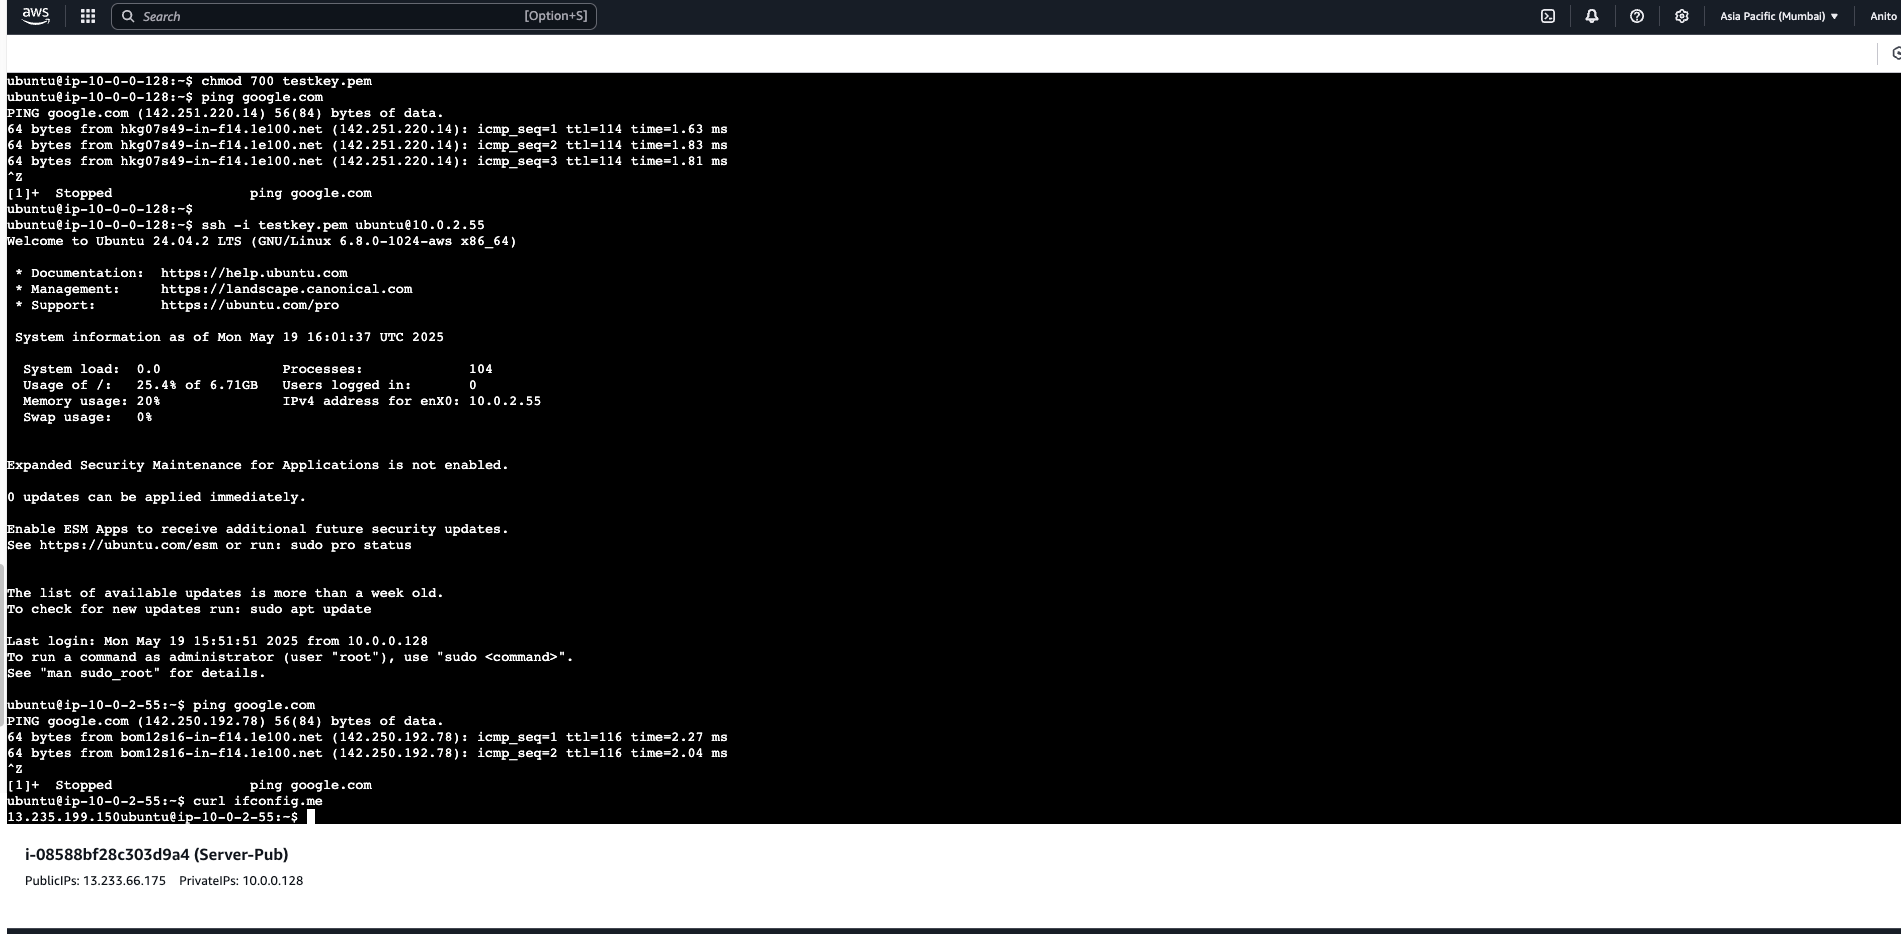 aws
Search [Option+S]
Asia Pacific (Mumbai) ▼ Anito
ubuntu@ip-10-0-0-128:~$ chmod 700 testkey.pem
ubuntu@ip-10-0-0-128:~$ ping google.com
PING google.com (142.251.220.14) 56(84) bytes of data.
64 bytes from hkg07s49-in-f14.1e100.net (142.251.220.14): icmp_seq=1 ttl=114 time=1.63 ms
64 bytes from hkg07s49-in-f14.1e100.net (142.251.220.14): icmp_seq=2 ttl=114 time=1.83 ms
64 bytes from hkg07s49-in-f14.1e100.net (142.251.220.14): icmp_seq=3 ttl=114 time=1.81 ms
^Z
[1]+  Stopped                 ping google.com
ubuntu@ip-10-0-0-128:~$
ubuntu@ip-10-0-0-128:~$ ssh -i testkey.pem ubuntu@10.0.2.55
Welcome to Ubuntu 24.04.2 LTS (GNU/Linux 6.8.0-1024-aws x86_64)
* Documentation:  https://help.ubuntu.com
* Management:     https://landscape.canonical.com
* Support:        https://ubuntu.com/pro
System information as of Mon May 19 16:01:37 UTC 2025
System load:  0.0               Processes:             104
Usage of /:   25.4% of 6.71GB   Users logged in:       0
Memory usage: 20%               IPv4 address for enX0: 10.0.2.55
Swap usage:   0%
Expanded Security Maintenance for Applications is not enabled.
0 updates can be applied immediately.
Enable ESM Apps to receive additional future security updates.
See https://ubuntu.com/esm or run: sudo pro status
The list of available updates is more than a week old.
To check for new updates run: sudo apt update
Last login: Mon May 19 15:51:51 2025 from 10.0.0.128
To run a command as administrator (user "root"), use "sudo <command>".
See "man sudo_root" for details.
ubuntu@ip-10-0-2-55:~$ ping google.com
PING google.com (142.250.192.78) 56(84) bytes of data.
64 bytes from bom12s16-in-f14.1e100.net (142.250.192.78): icmp_seq=1 ttl=116 time=2.27 ms
64 bytes from bom12s16-in-f14.1e100.net (142.250.192.78): icmp_seq=2 ttl=116 time=2.04 ms
^Z
[1]+  Stopped                 ping google.com
ubuntu@ip-10-0-2-55:~$ curl ifconfig.me
13.235.199.150ubuntu@ip-10-0-2-55:~$
i-08588bf28c303d9a4 (Server-Pub)
PublicIPs: 13.233.66.175 PrivateIPs: 10.0.0.128